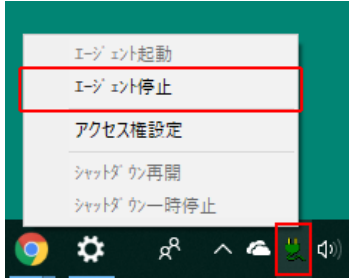 ｴｰｼﾞｪﾝﾄ起動
ｴｰｼﾞｪﾝﾄ停止
アクセス権設定
ｼｬｯﾄﾀﾞｳﾝ再開
ｼｬｯﾄﾀﾞｳﾝ一時停止